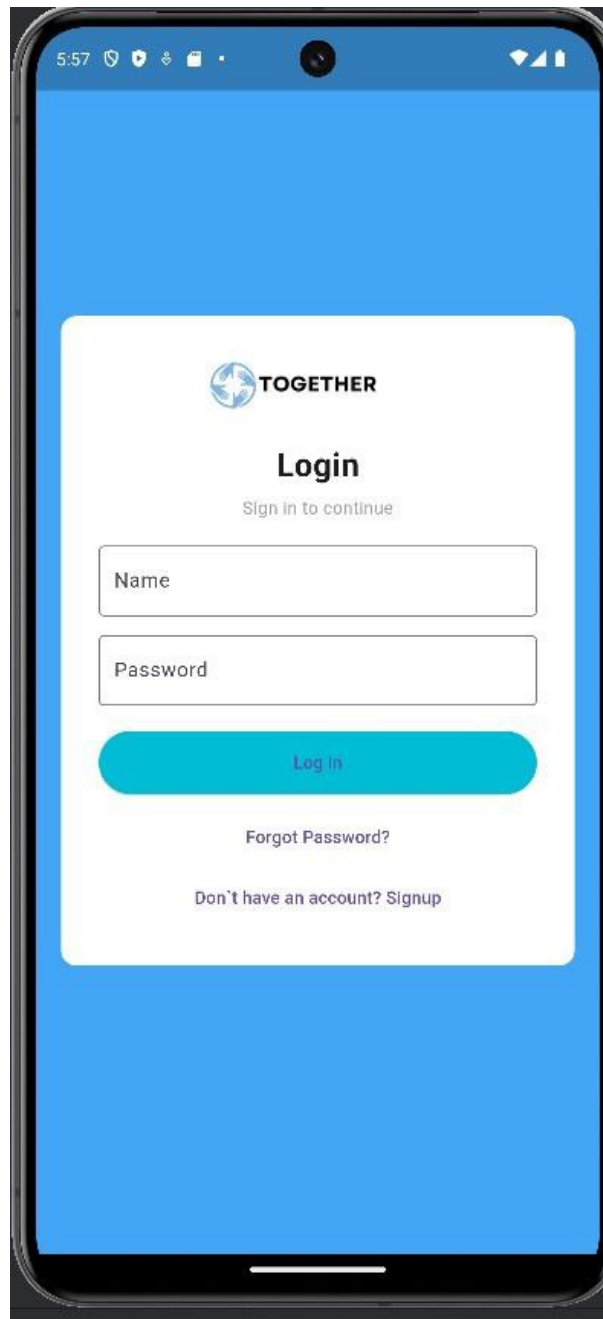 5:57
TOGETHER
Login
Sign in to continue
Name
Password
Log in
Forgot Password?
Don`t have an account? Signup